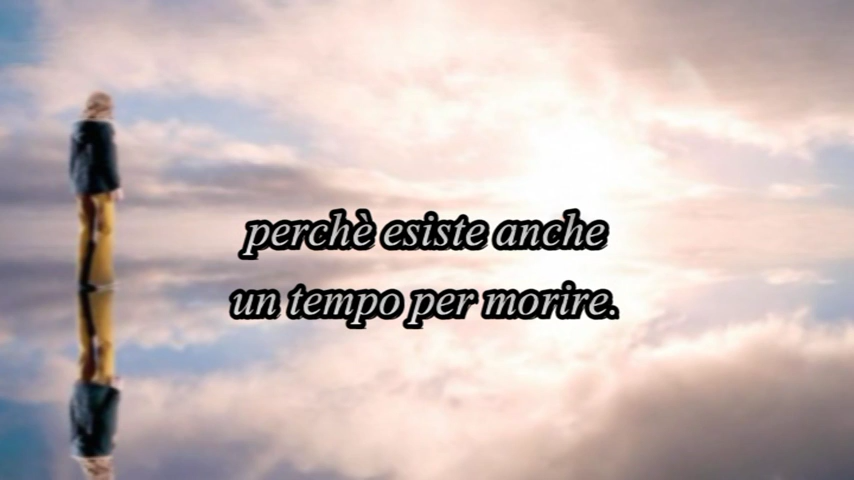 perchè esiste anche
un tempo per morire.